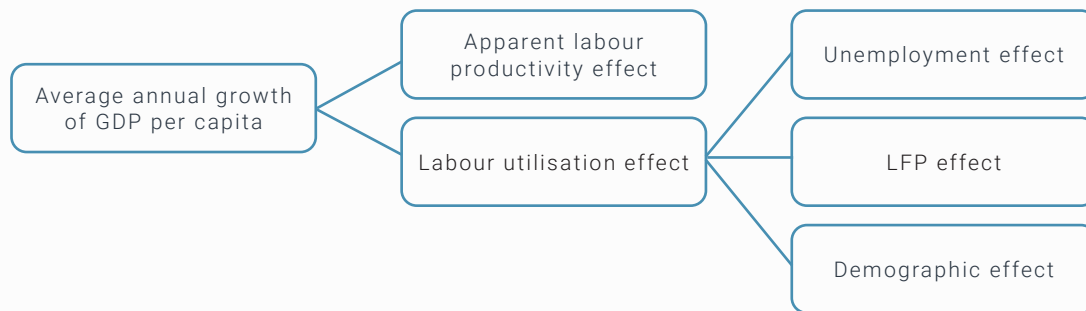 Average annual growth
of GDP per capita
Apparent labour
productivity effect
Labour utilisation effect
Unemployment effect
LFP effect
Demographic effect